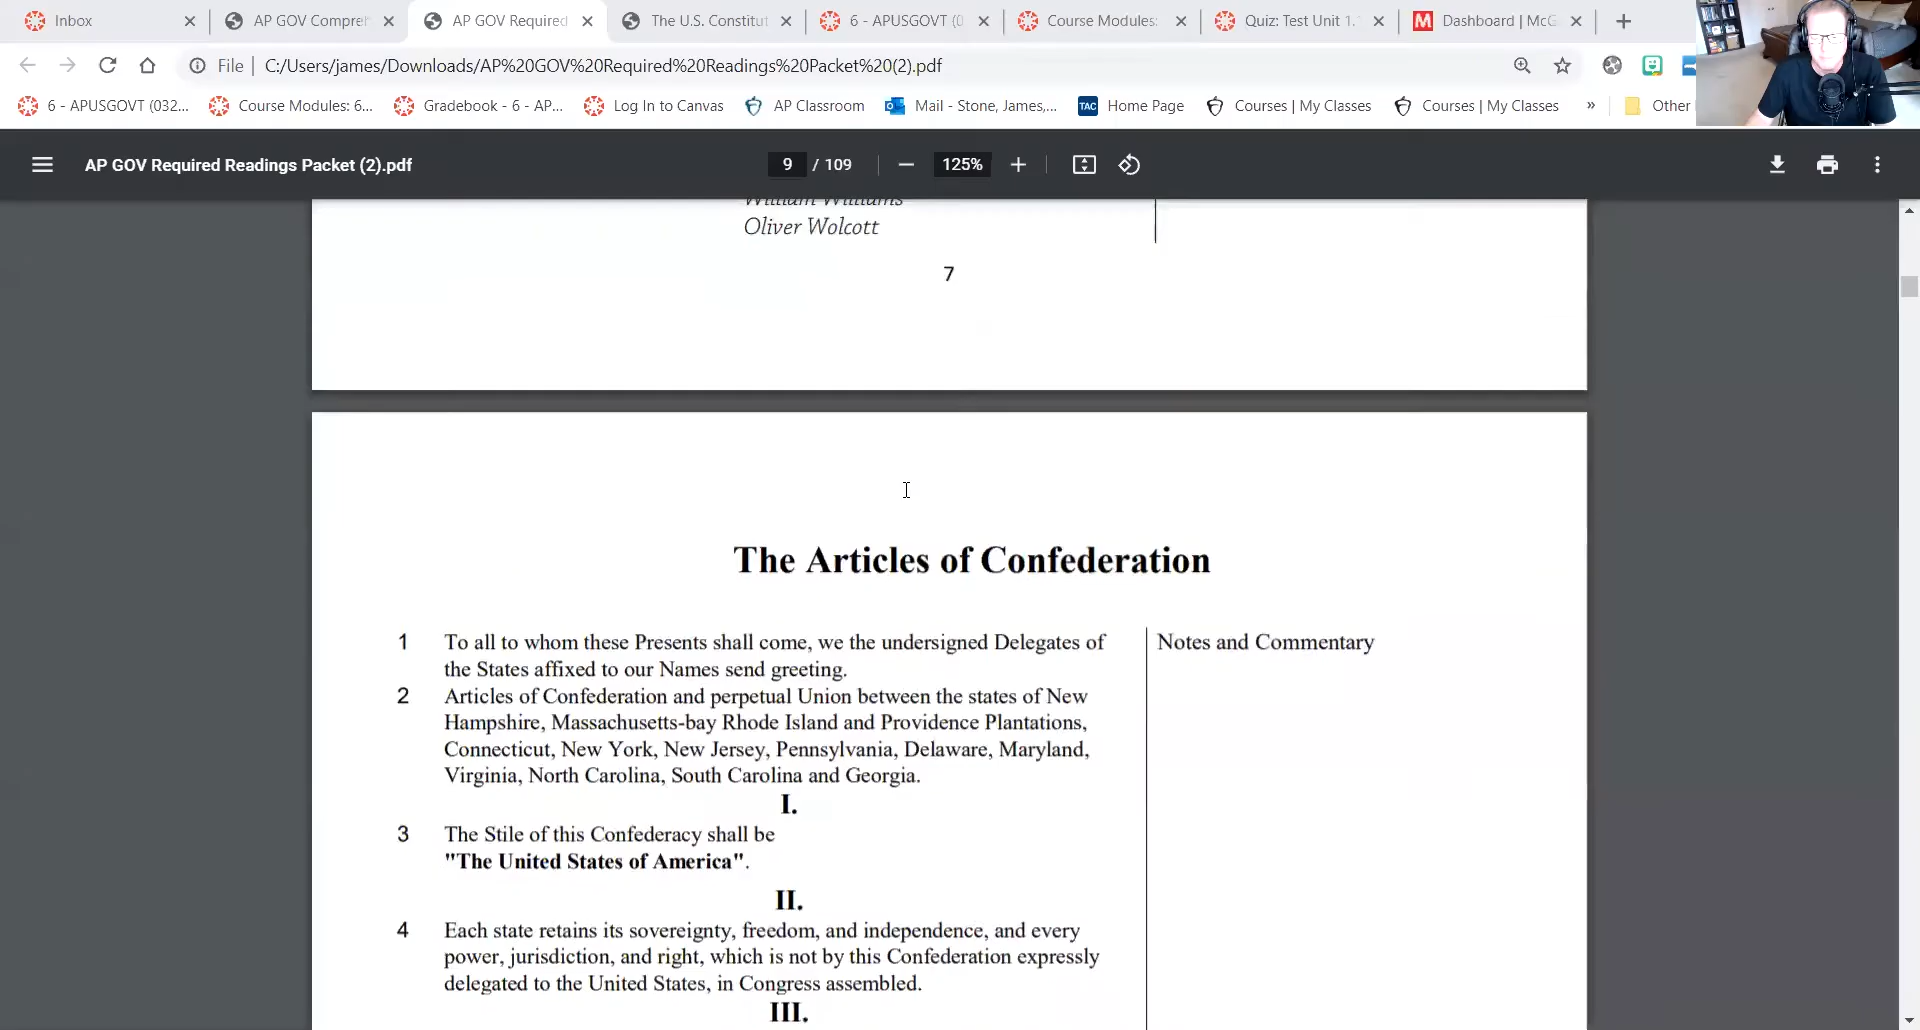 Inbox
AP GOV Compreh
AP GOV Required
The U.S. Constitut
6 - APUSGOVT (0
Course Modules:
Quiz: Test Unit 1.
Dashboard | McG
File
C:/Users/james/Downloads/AP%20GOV%20Required%20Readings%20Packet%20(2).pdf
6 - APUSGOVT (032...
Course Modules: 6...
Gradebook - 6 - AP...
Log In to Canvas
AP Classroom
Mail - Stone, James,...
TAC Home Page
Courses | My Classes
Courses | My Classes
»
Other
AP GOV Required Readings Packet (2).pdf
9 / 109
125%
William Williams
Oliver Wolcott
7
The Articles of Confederation
1 To all to whom these Presents shall come, we the undersigned Delegates of
the States affixed to our Names send greeting.
Notes and Commentary
2 Articles of Confederation and perpetual Union between the states of New
Hampshire, Massachusetts-bay Rhode Island and Providence Plantations,
Connecticut, New York, New Jersey, Pennsylvania, Delaware, Maryland,
Virginia, North Carolina, South Carolina and Georgia.
I.
3 The Stile of this Confederacy shall be
"The United States of America".
II.
4 Each state retains its sovereignty, freedom, and independence, and every
power, jurisdiction, and right, which is not by this Confederation expressly
delegated to the United States, in Congress assembled.
III.